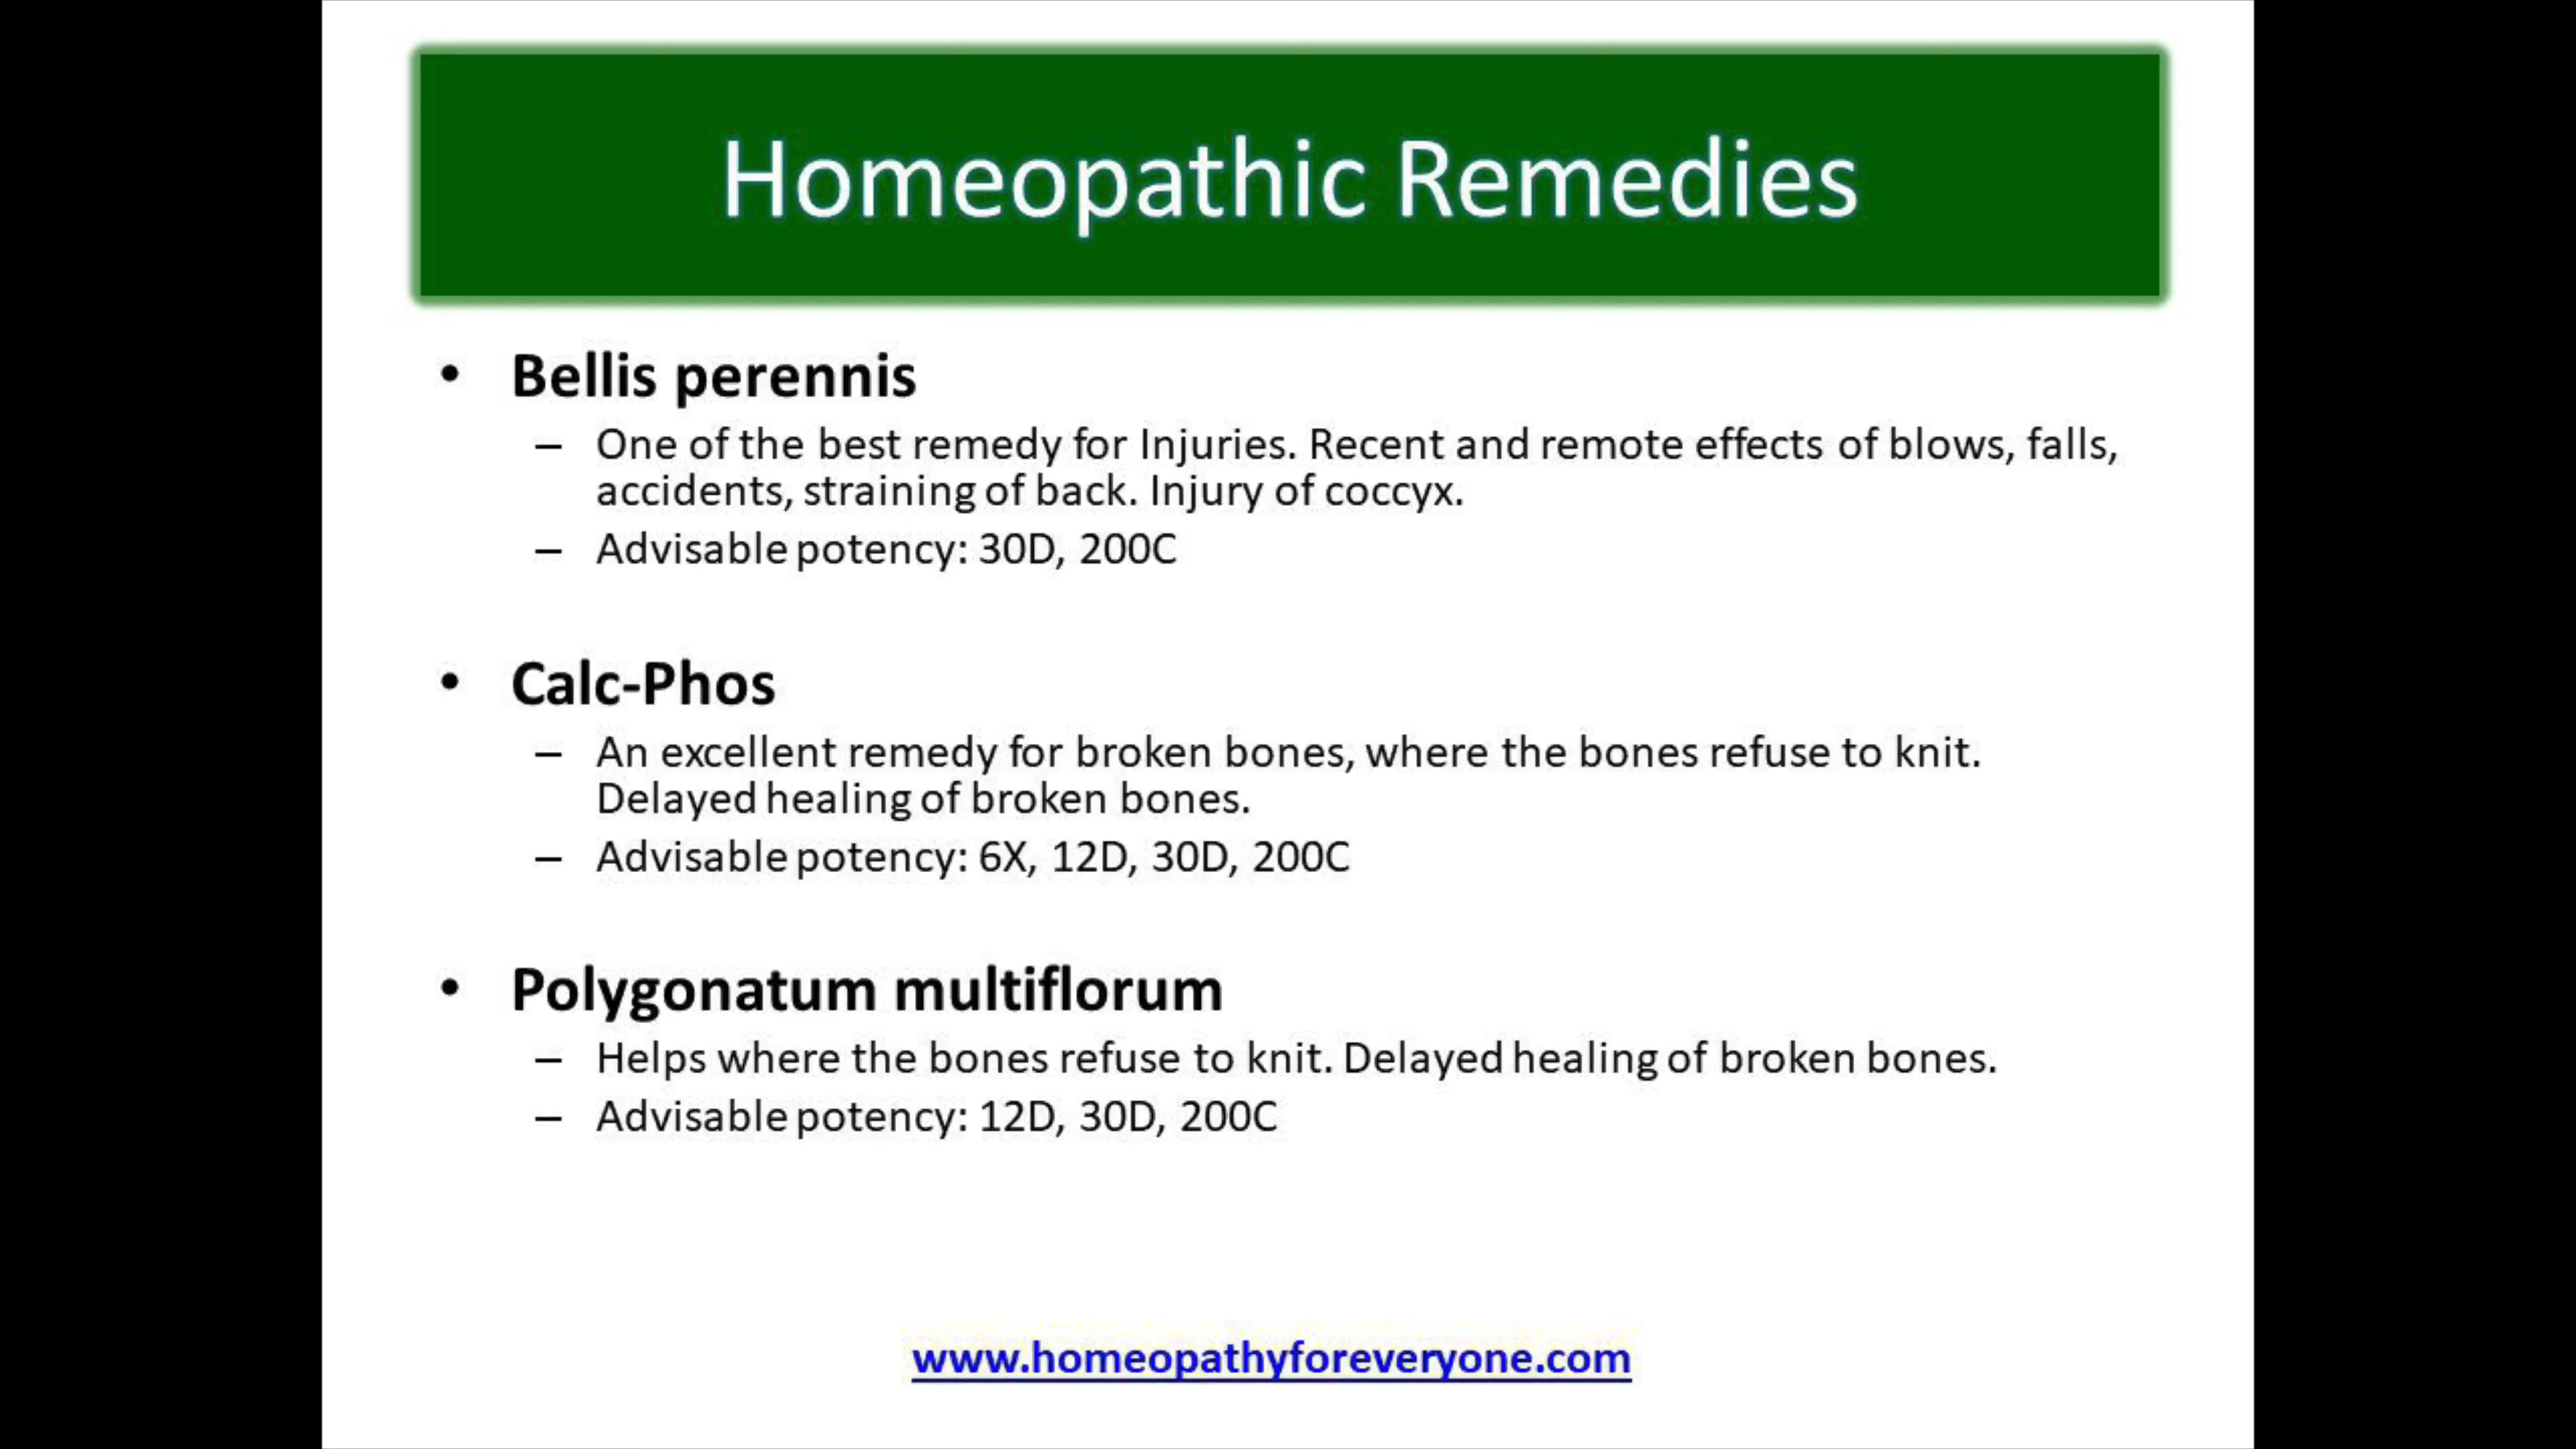 Homeopathic Remedies
• Bellis perennis
– One of the best remedy for Injuries. Recent and remote effects of blows, falls,
accidents, straining of back. Injury of coccyx.
– Advisable potency: 30D, 200C
• Calc-Phos
– An excellent remedy for broken bones, where the bones refuse to knit.
Delayed healing of broken bones.
– Advisable potency: 6X, 12D, 30D, 200C
• Polygonatum multiflorum
– Helps where the bones refuse to knit. Delayed healing of broken bones.
– Advisable potency: 12D, 30D, 200C
www.homeopathyforeveryone.com